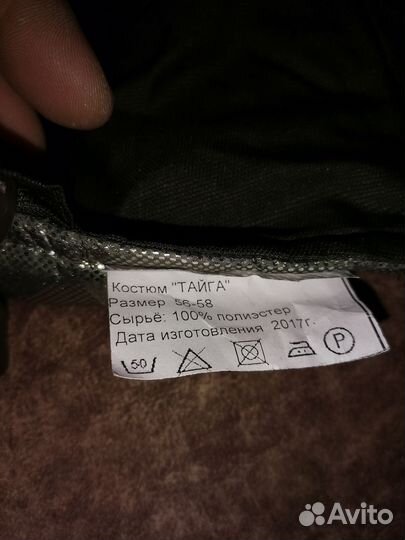 Костюм "ТАЙГА"
Размер 56-58
Сырьё: 100% полиэстер
Дата изготовления 2017г.
50 P
Avito